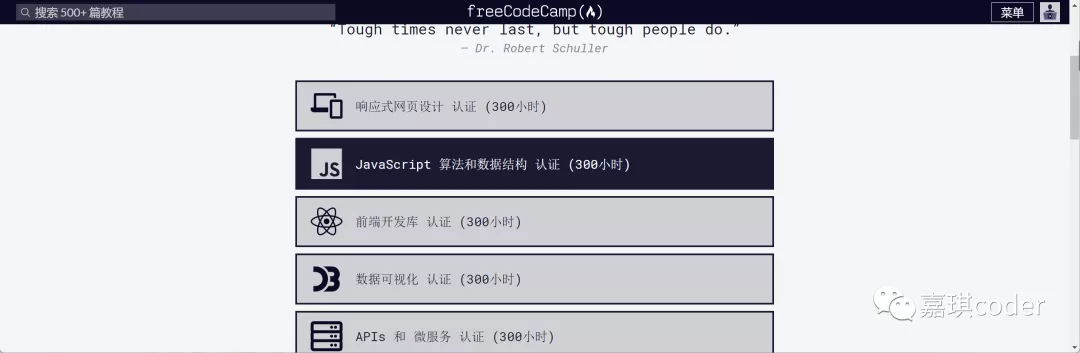 搜索 500+ 篇教程
freeCodeCamp
菜单
“Tough times never last, but tough people do.”
— Dr. Robert Schuller
响应式网页设计 认证 (300小时)
JS
JavaScript 算法和数据结构 认证 (300小时)
前端开发库 认证 (300小时)
数据可视化 认证 (300小时)
APIs 和 微服务 认证 (300小时)
嘉琪coder